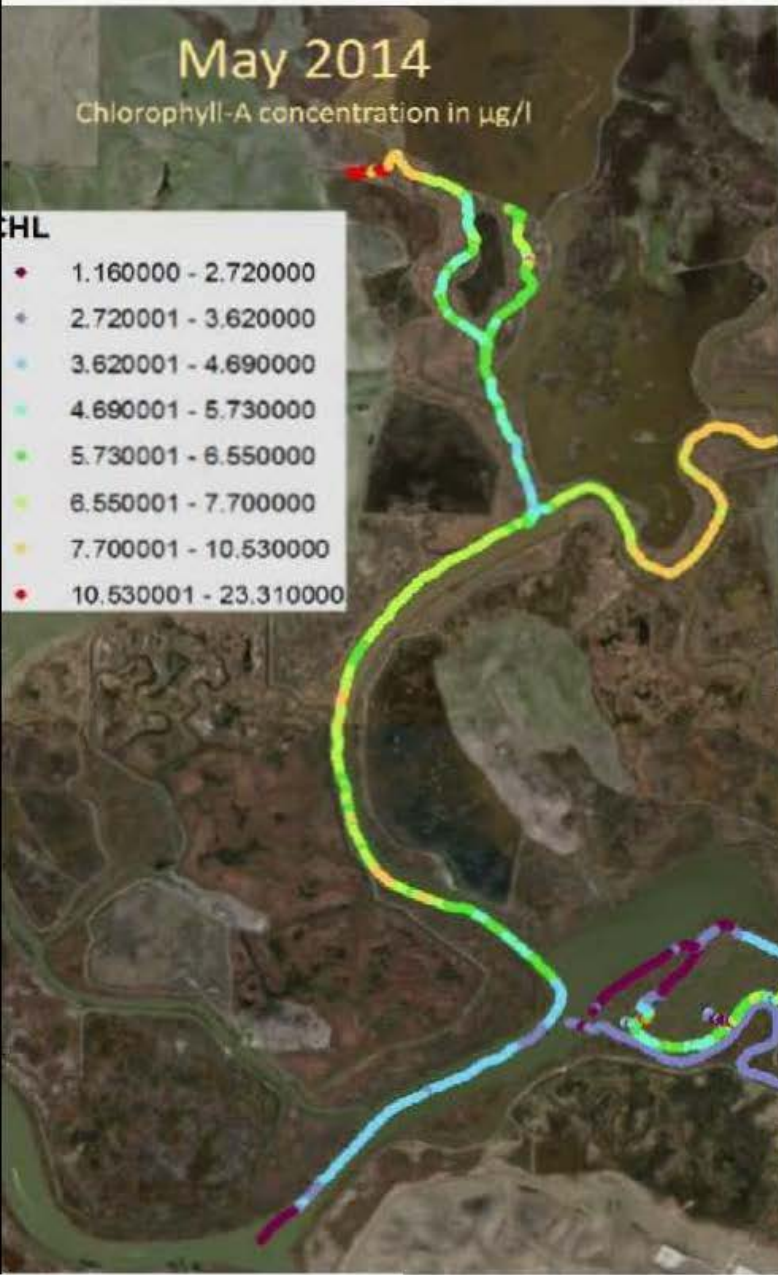 May 2014
Chlorophyll-A concentration in µg/l
CHL
1.160000 - 2.720000
2.720001 - 3.620000
3.620001 - 4.690000
4.690001 - 5.730000
5.730001 - 6.550000
6.550001 - 7.700000
7.700001 - 10.530000
10.530001 - 23.310000